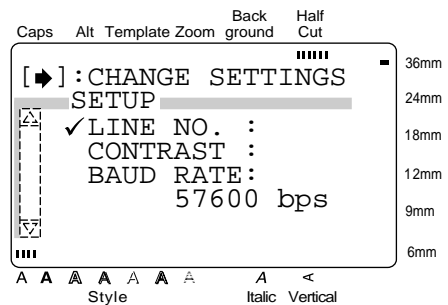 Back Half
Caps Alt Template Zoom ground Cut
[➡]:CHANGE SETTINGS
SETUP
✓LINE NO. :
CONTRAST :
BAUD RATE:
57600 bps
36mm
24mm
18mm
12mm
9mm
6mm
A A A A A A A A A
Style Italic Vertical